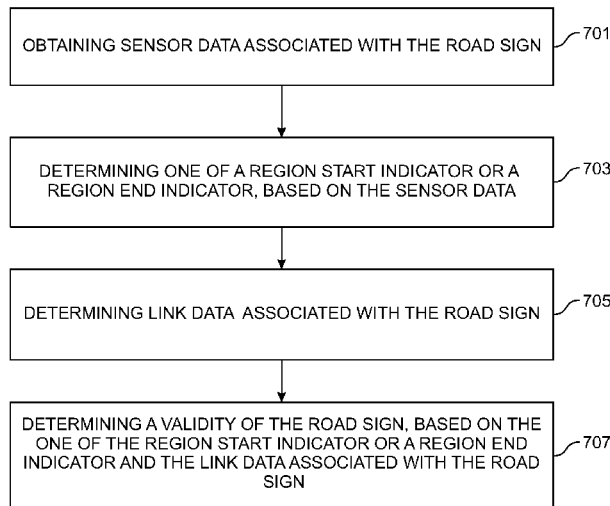 OBTAINING SENSOR DATA ASSOCIATED WITH THE ROAD SIGN
701
DETERMINING ONE OF A REGION START INDICATOR OR A
REGION END INDICATOR, BASED ON THE SENSOR DATA
703
DETERMINING LINK DATA ASSOCIATED WITH THE ROAD SIGN
705
DETERMINING A VALIDITY OF THE ROAD SIGN, BASED ON THE
ONE OF THE REGION START INDICATOR OR A REGION END
INDICATOR AND THE LINK DATA ASSOCIATED WITH THE ROAD
SIGN
707